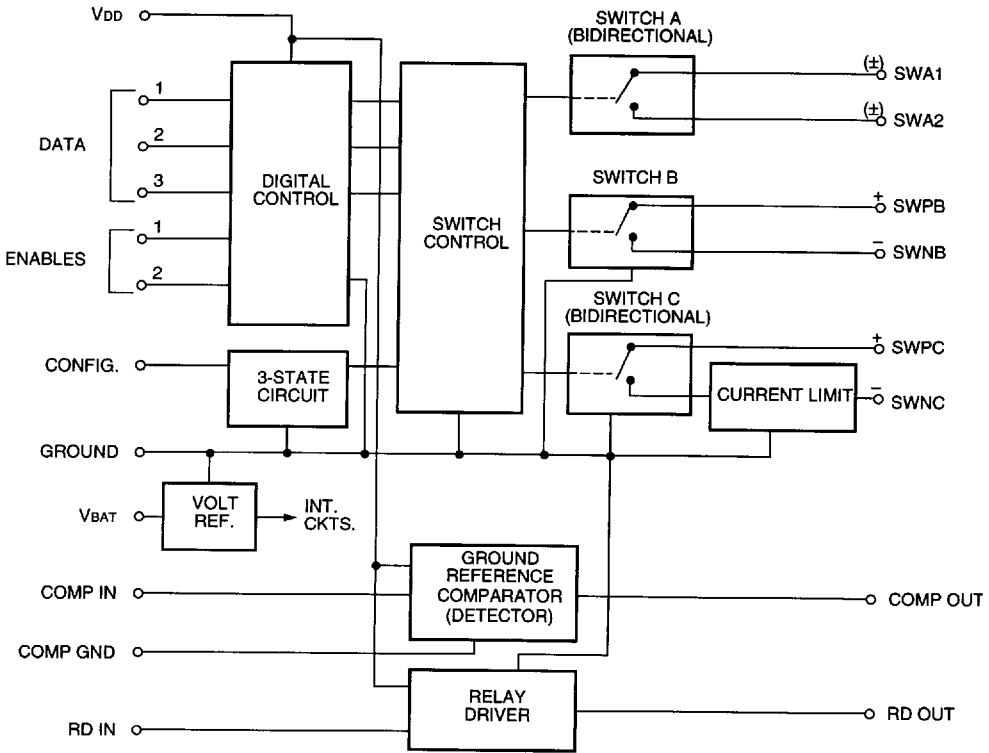 VDD
SWITCH A
(BIDIRECTIONAL)
(±)
SWA1
(±)
SWA2
DATA
1
2
3
DIGITAL
CONTROL
SWITCH
CONTROL
SWITCH B
+
SWPB
−
SWNB
ENABLES
1
2
SWITCH C
(BIDIRECTIONAL)
+
SWPC
CURRENT LIMIT
−
SWNC
CONFIG.
3-STATE
CIRCUIT
GROUND
VBAT
VOLT
REF.
INT.
CKTS.
COMP IN
GROUND
REFERENCE
COMPARATOR
(DETECTOR)
COMP OUT
COMP GND
RD IN
RELAY
DRIVER
RD OUT